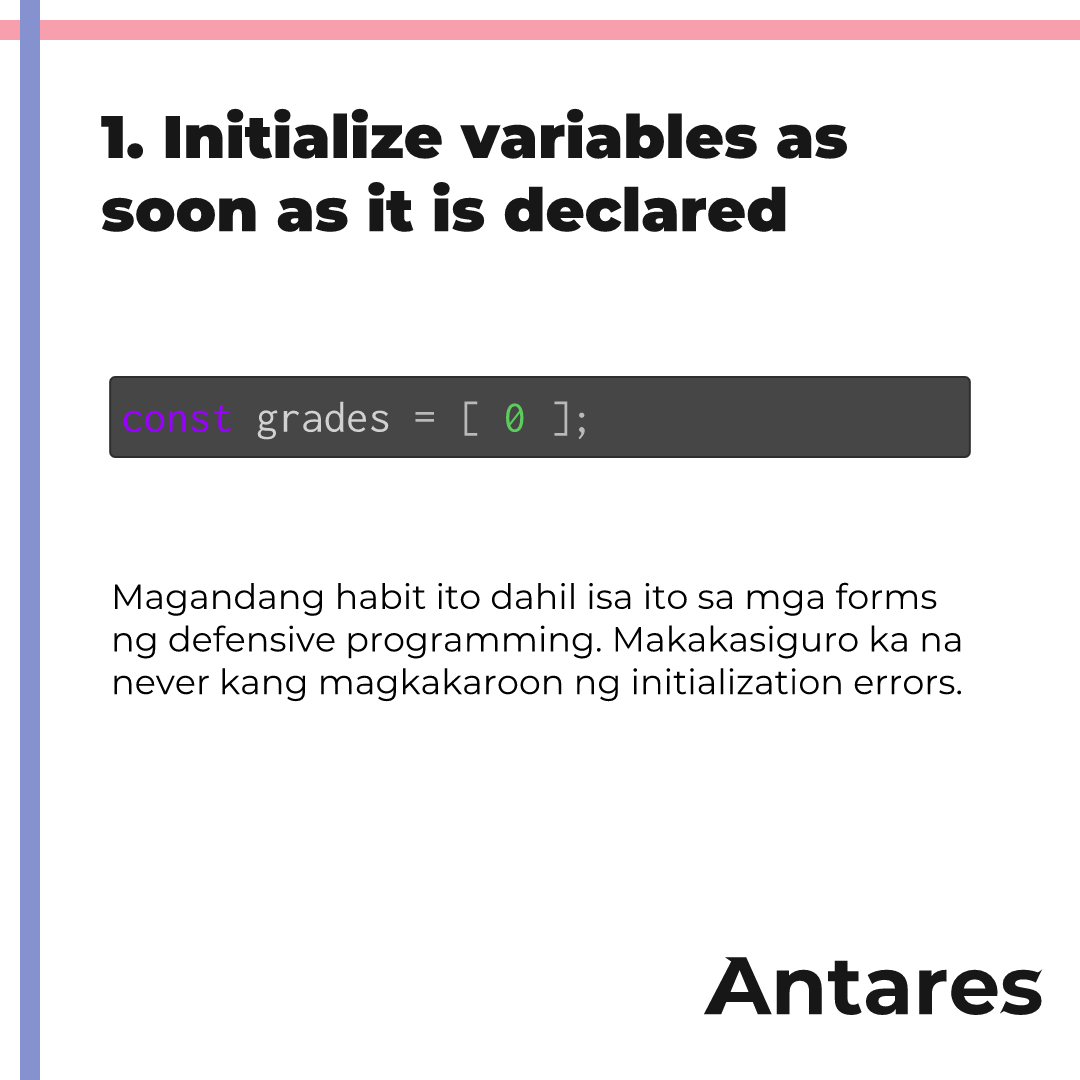 1. Initialize variables as
soon as it is declared
const grades = [ 0 ];
Magandang habit ito dahil isa ito sa mga forms
ng defensive programming. Makakasiguro ka na
never kang magkakaroon ng initialization errors.
Antares